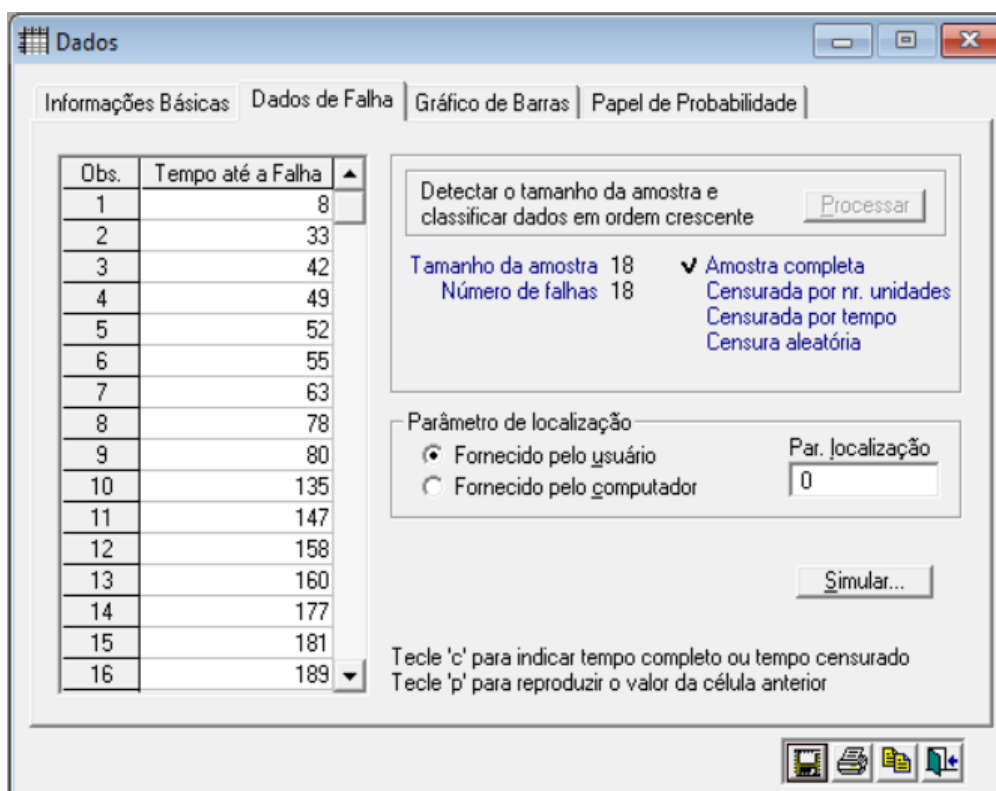 Dados
Informações Básicas Dados de Falha Gráfico de Barras Papel de Probabilidade
Obs. Tempo até a Falha
1 8
2 33
3 42
4 49
5 52
6 55
7 63
8 78
9 80
10 135
11 147
12 158
13 160
14 177
15 181
16 189
Detectar o tamanho da amostra e
classificar dados em ordem crescente
Processar
Tamanho da amostra 18
Número de falhas 18
Amostra completa
Censurada por nr. unidades
Censurada por tempo
Censura aleatória
Parâmetro de localização
Fornecido pelo usuário
Fornecido pelo computador
Par. localização
0
Simular...
Tecle 'c' para indicar tempo completo ou tempo censurado
Tecle 'p' para reproduzir o valor da célula anterior